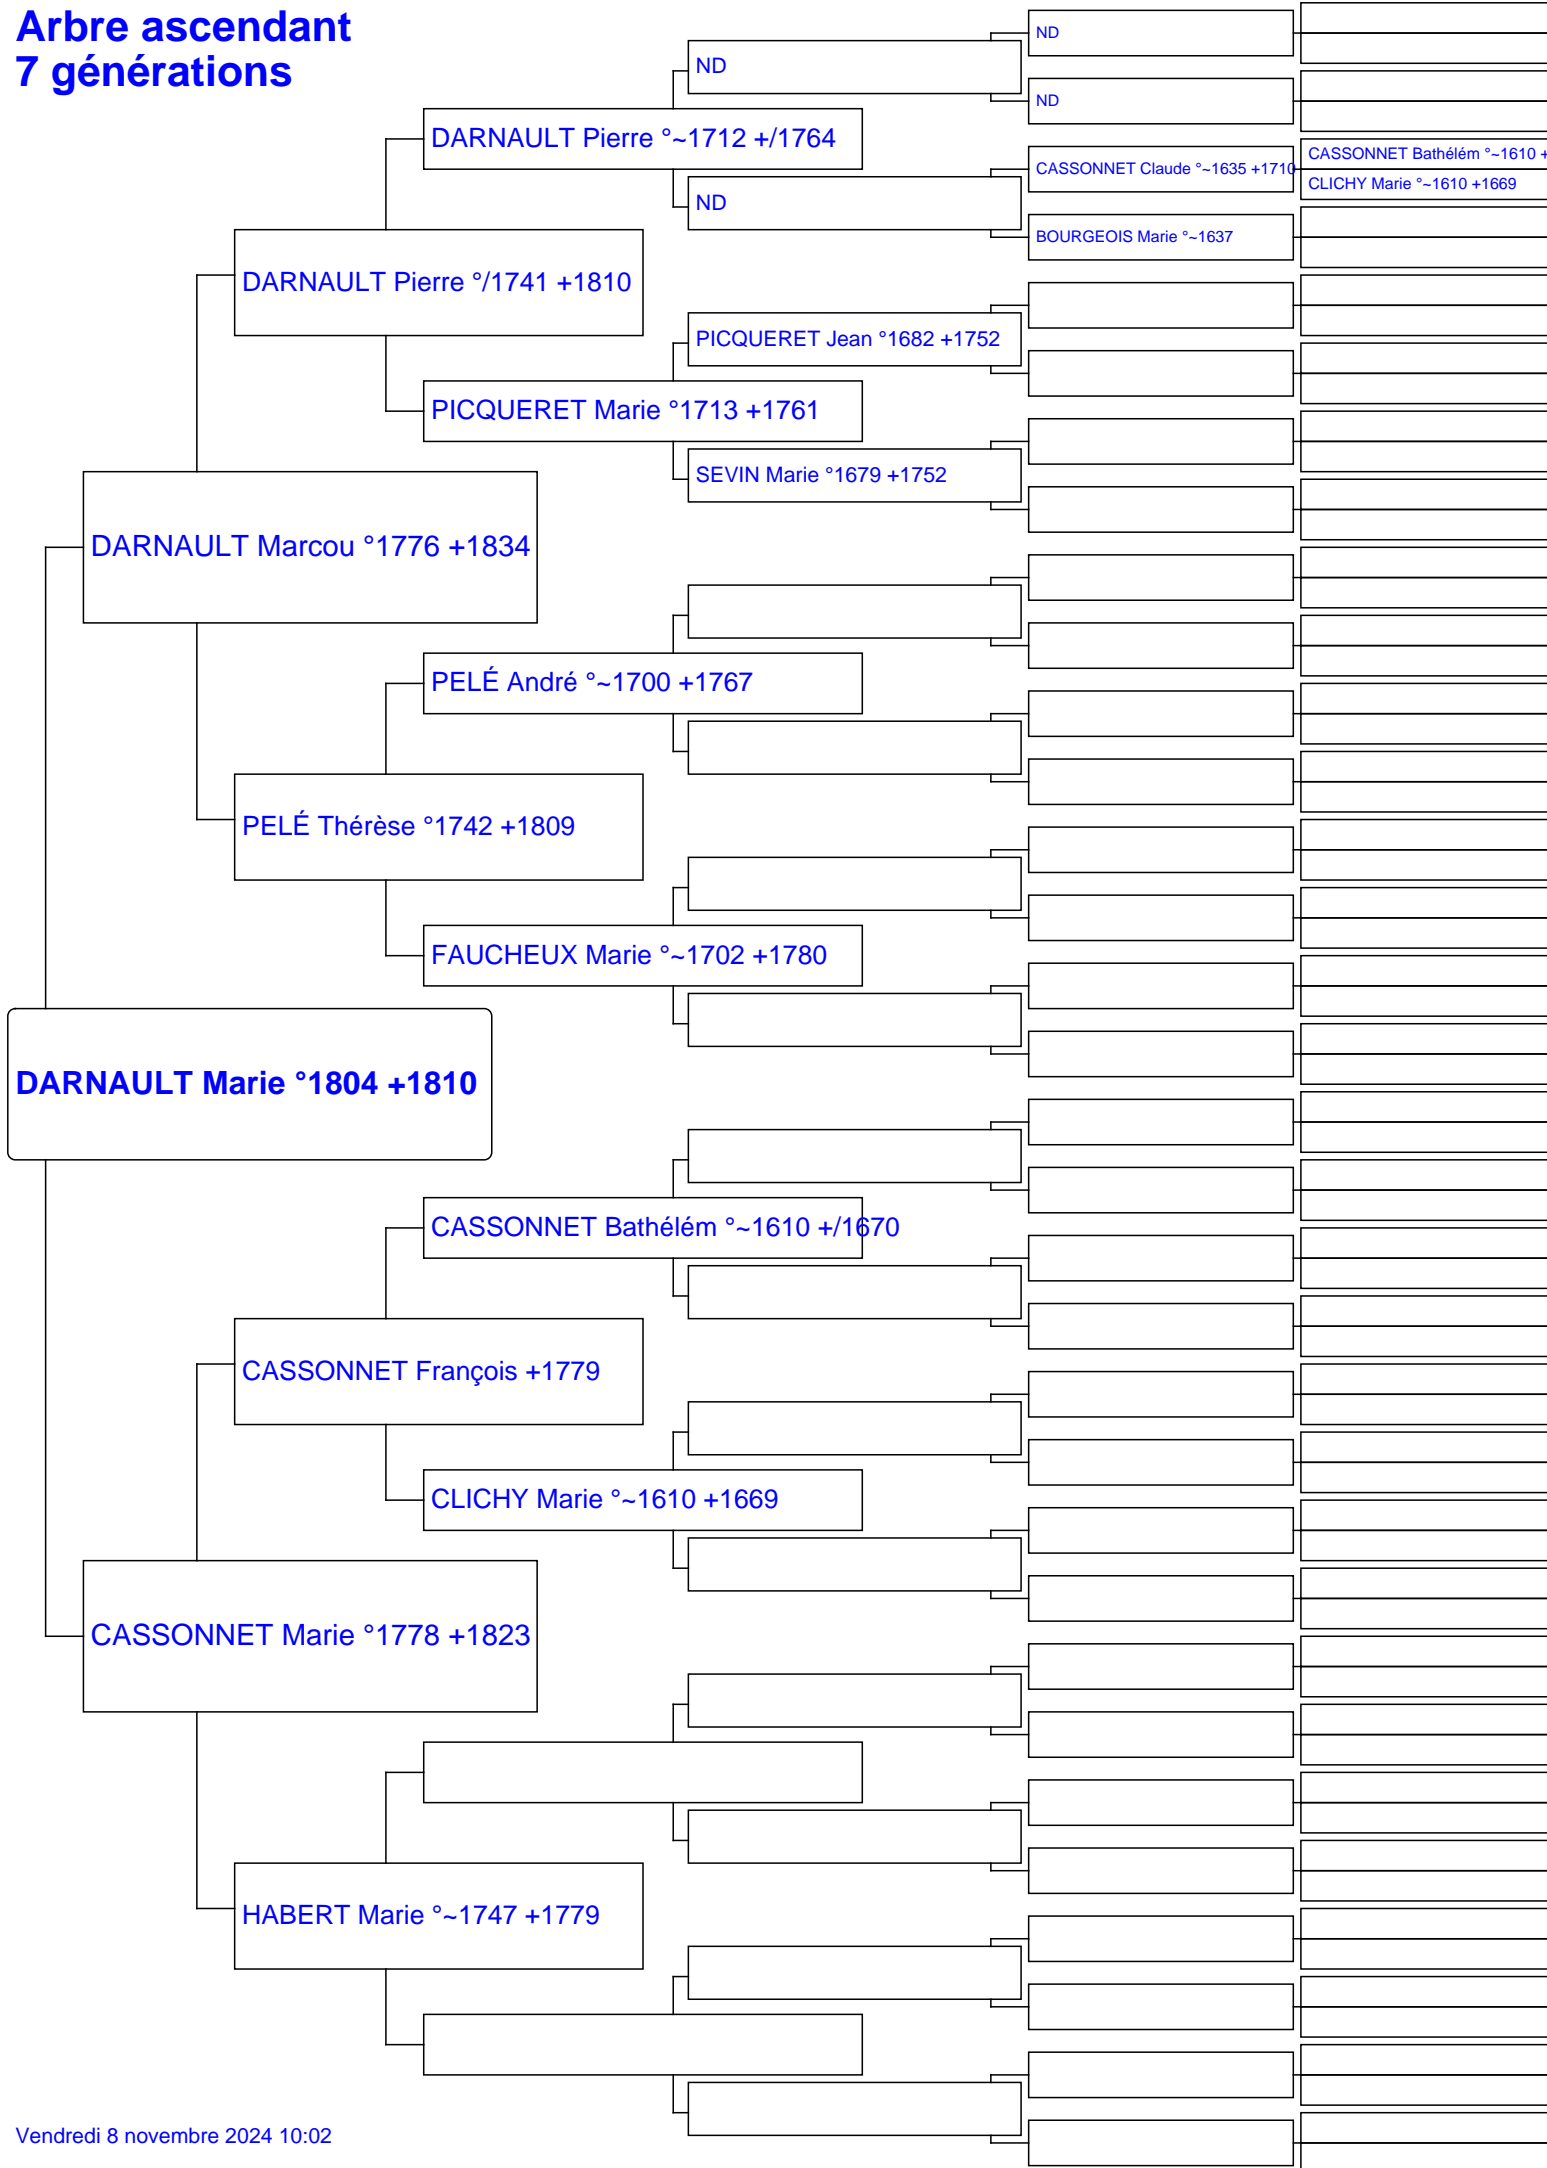 Arbre ascendant
7 générations
ND
ND
ND
DARNAULT Pierre °~1712 +/1764
CASSONNET Bathélém °~1610 +
CASSONNET Claude °~1635 +1710
CLICHY Marie °~1610 +1669
ND
BOURGEOIS Marie °~1637
DARNAULT Pierre °/1741 +1810
PICQUERET Jean °1682 +1752
PICQUERET Marie °1713 +1761
SEVIN Marie °1679 +1752
DARNAULT Marcou °1776 +1834
PELÉ André °~1700 +1767
PELÉ Thérèse °1742 +1809
FAUCHEUX Marie °~1702 +1780
DARNAULT Marie °1804 +1810
CASSONNET Bathélém °~1610 +/1670
CASSONNET François +1779
CLICHY Marie °~1610 +1669
CASSONNET Marie °1778 +1823
HABERT Marie °~1747 +1779
Vendredi 8 novembre 2024 10:02